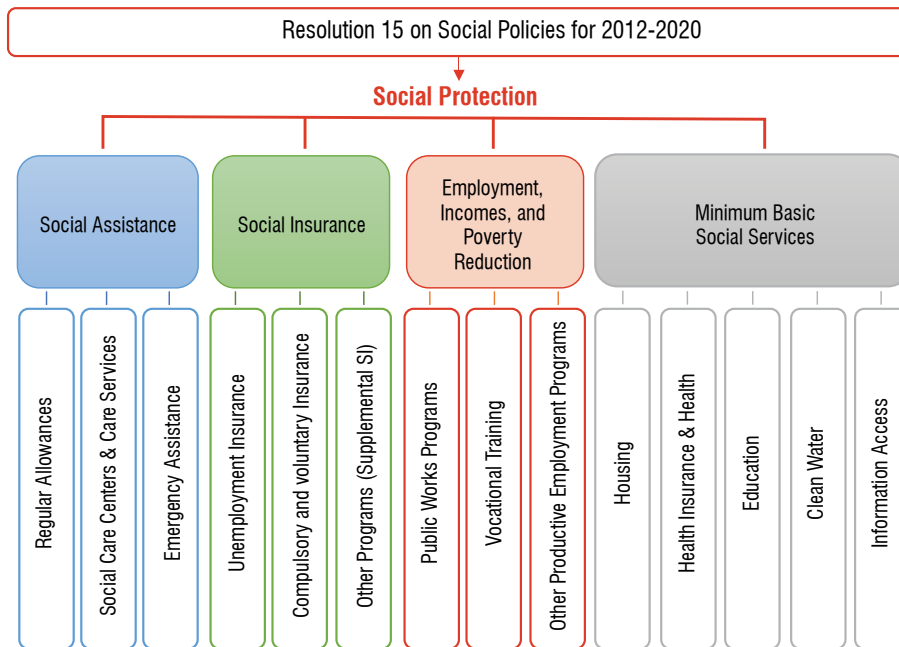 Resolution 15 on Social Policies for 2012-2020
Social Protection
Social Assistance
Social Insurance
Employment,
Incomes, and
Poverty
Reduction
Minimum Basic
Social Services
Regular Allowances
Social Care Centers & Care Services
Emergency Assistance
Unemployment Insurance
Compulsory and voluntary Insurance
Other Programs (Supplemental SI)
Public Works Programs
Vocational Training
Other Productive Employment Programs
Housing
Health Insurance & Health
Education
Clean Water
Information Access